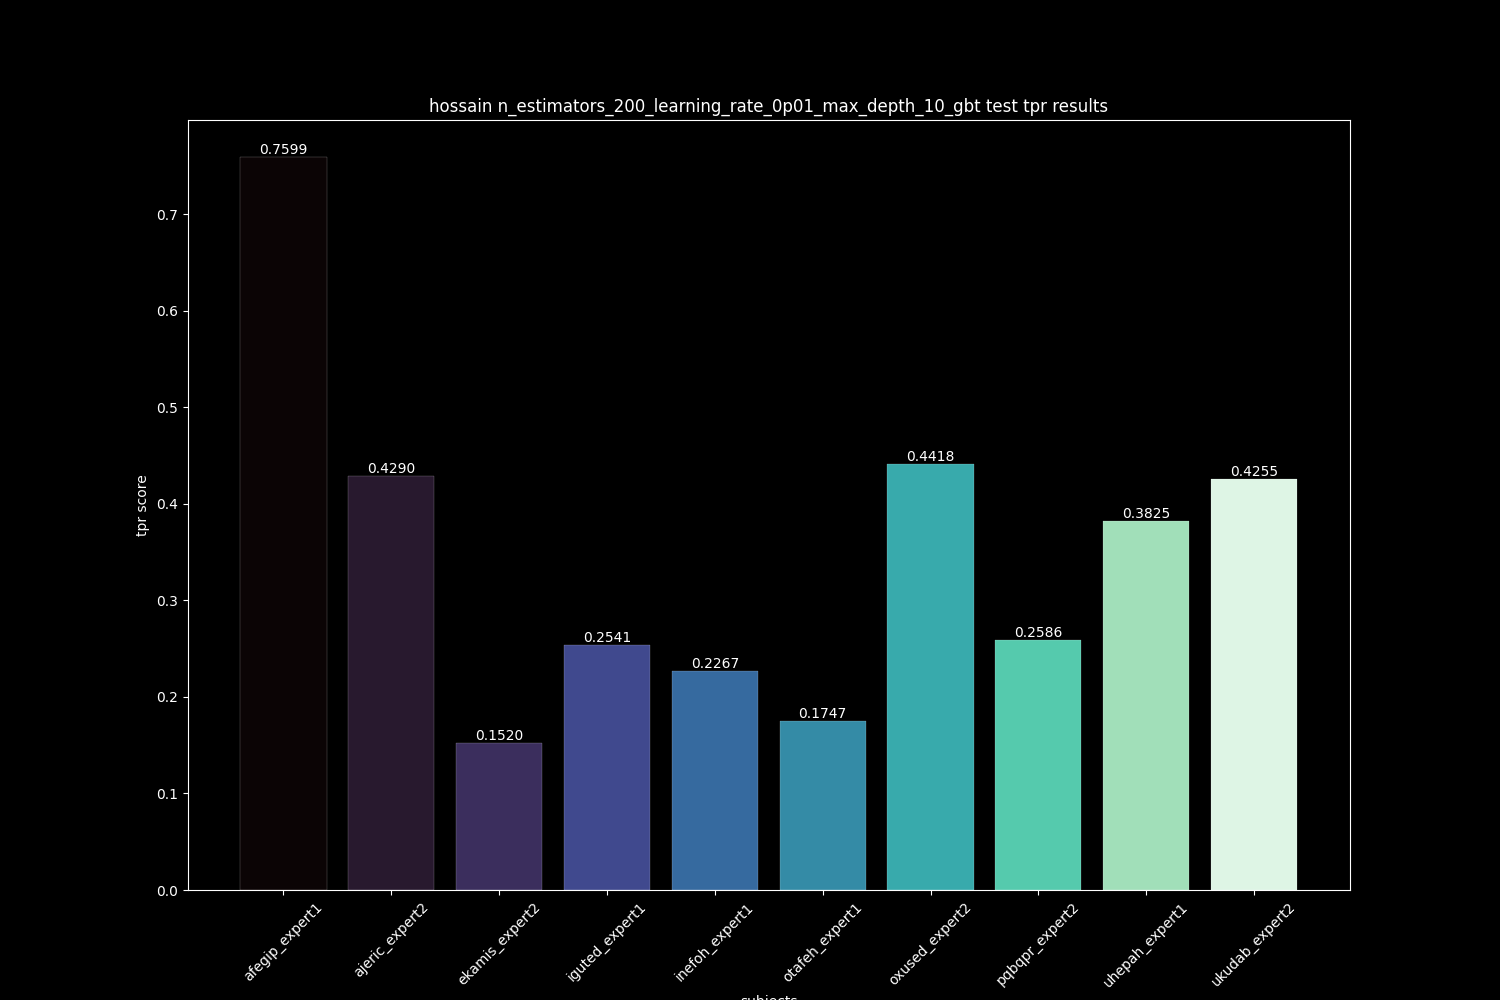 hossain n_estimators_200_learning_rate_0p01_max_depth_10_gbt test tpr results
0.7599
0.4290
0.1520
0.2541
0.2267
0.1747
0.4418
0.2586
0.3825
0.4255
tpr score
0.7
0.6
0.5
0.4
0.3
0.2
0.1
0.0
afegip_expert1
ajeric_expert2
ekamis_expert2
iguted_expert1
inefoh_expert1
otafeh_expert1
oxused_expert2
pqbqpr_expert2
uhepah_expert1
ukudab_expert2
subjects